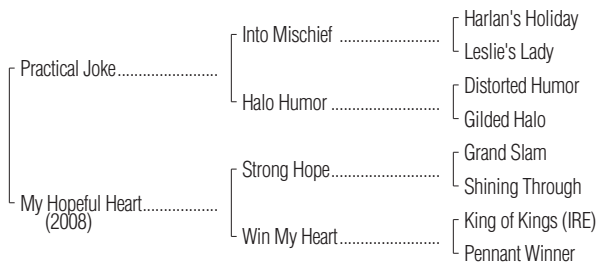 Harlan's Holiday
Into Mischief ........................
Leslie's Lady
Practical Joke........................
Distorted Humor
Halo Humor ..........................
Gilded Halo
Grand Slam
Strong Hope..........................
Shining Through
My Hopeful Heart..................
(2008)
King of Kings (IRE)
Win My Heart........................
Pennant Winner